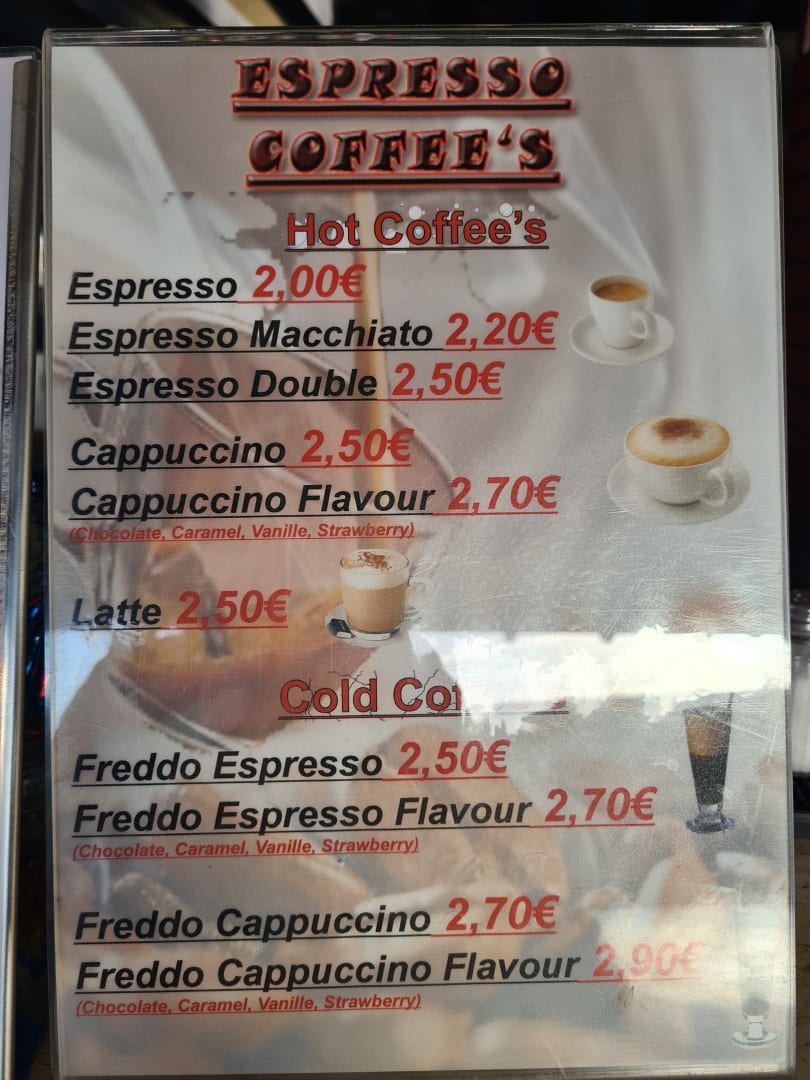 ESPRESSO
COFFEE'S
Hot Coffee's
Espresso 2,00€
Espresso Macchiato 2,20€
Espresso Double 2,50€
Cappuccino 2,50€
Cappuccino Flavour 2,70€
(Chocolate, Caramel, Vanille, Strawberry)
Latte 2,50€
Cold
Freddo Espresso 2,50€
Freddo Espresso Flavour 2,70€
(Chocolate, Caramel, Vanille, Strawberry)
Freddo Cappuccino 2,70€
Freddo Cappuccino Flavour 2,90€
(Chocolate, Caramel, Vanille, Strawberry)